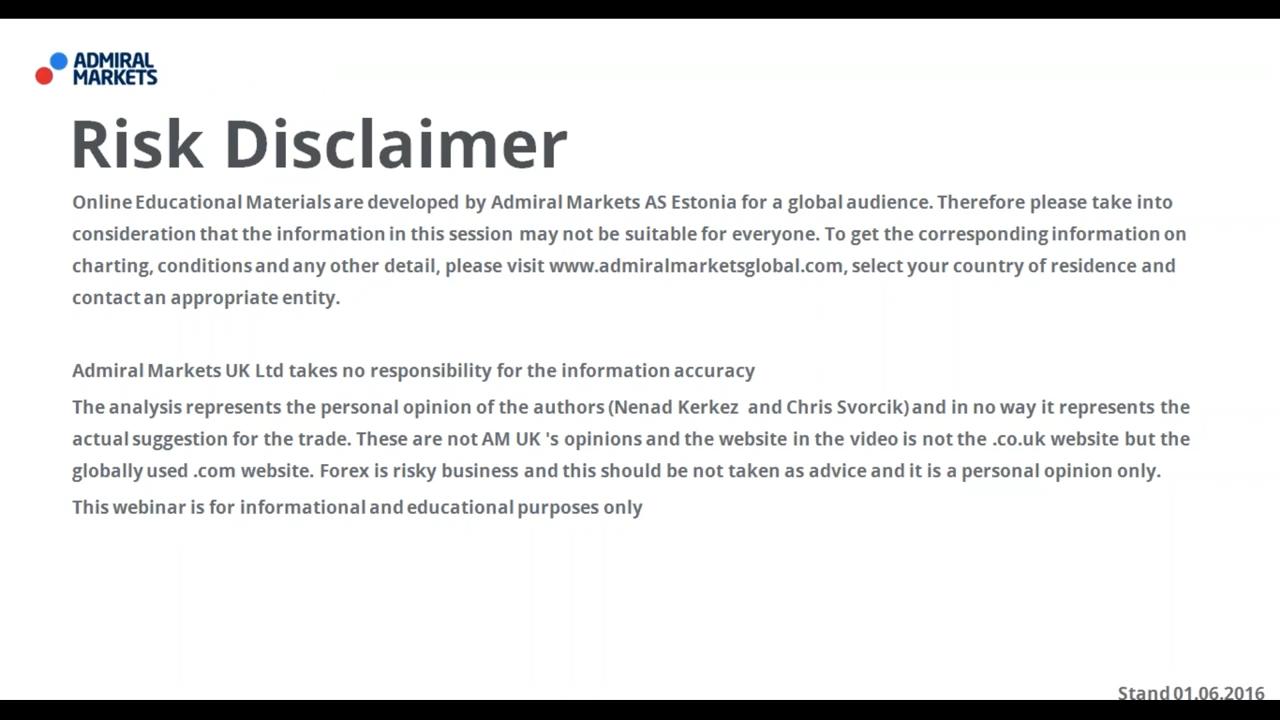 ADMIRAL
MARKETS
Risk Disclaimer
Online Educational Materials are developed by Admiral Markets AS Estonia for a global audience. Therefore please take into
consideration that the information in this session may not be suitable for everyone. To get the corresponding information on
charting, conditions and any other detail, please visit www.admiralmarketsglobal.com, select your country of residence and
contact an appropriate entity.
Admiral Markets UK Ltd takes no responsibility for the information accuracy
The analysis represents the personal opinion of the authors (Nenad Kerkez and Chris Svorcik) and in no way it represents the
actual suggestion for the trade. These are not AM UK 's opinions and the website in the video is not the .co.uk website but the
globally used .com website. Forex is risky business and this should be not taken as advice and it is a personal opinion only.
This webinar is for informational and educational purposes only
Stand 01.06.2016